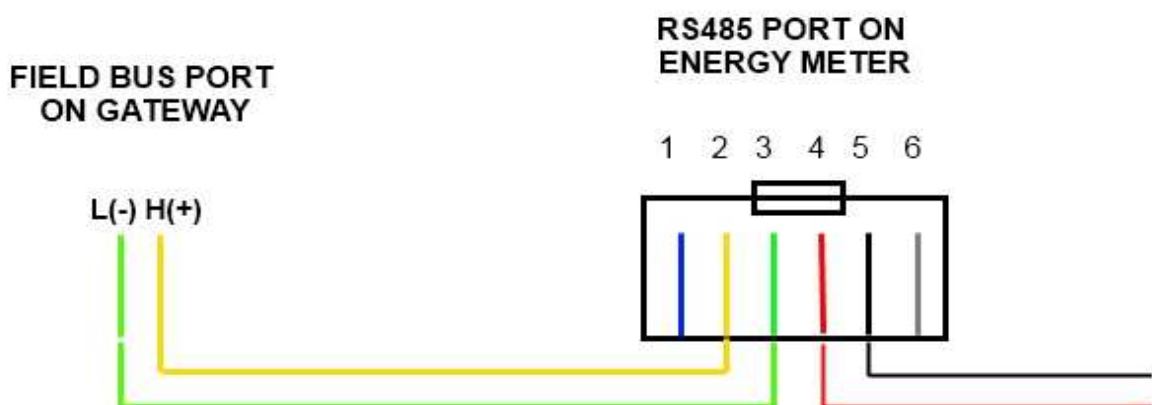 RS485 PORT ON
ENERGY METER
FIELD BUS PORT
ON GATEWAY
1 2 3 4 5 6
L(-) H(+)